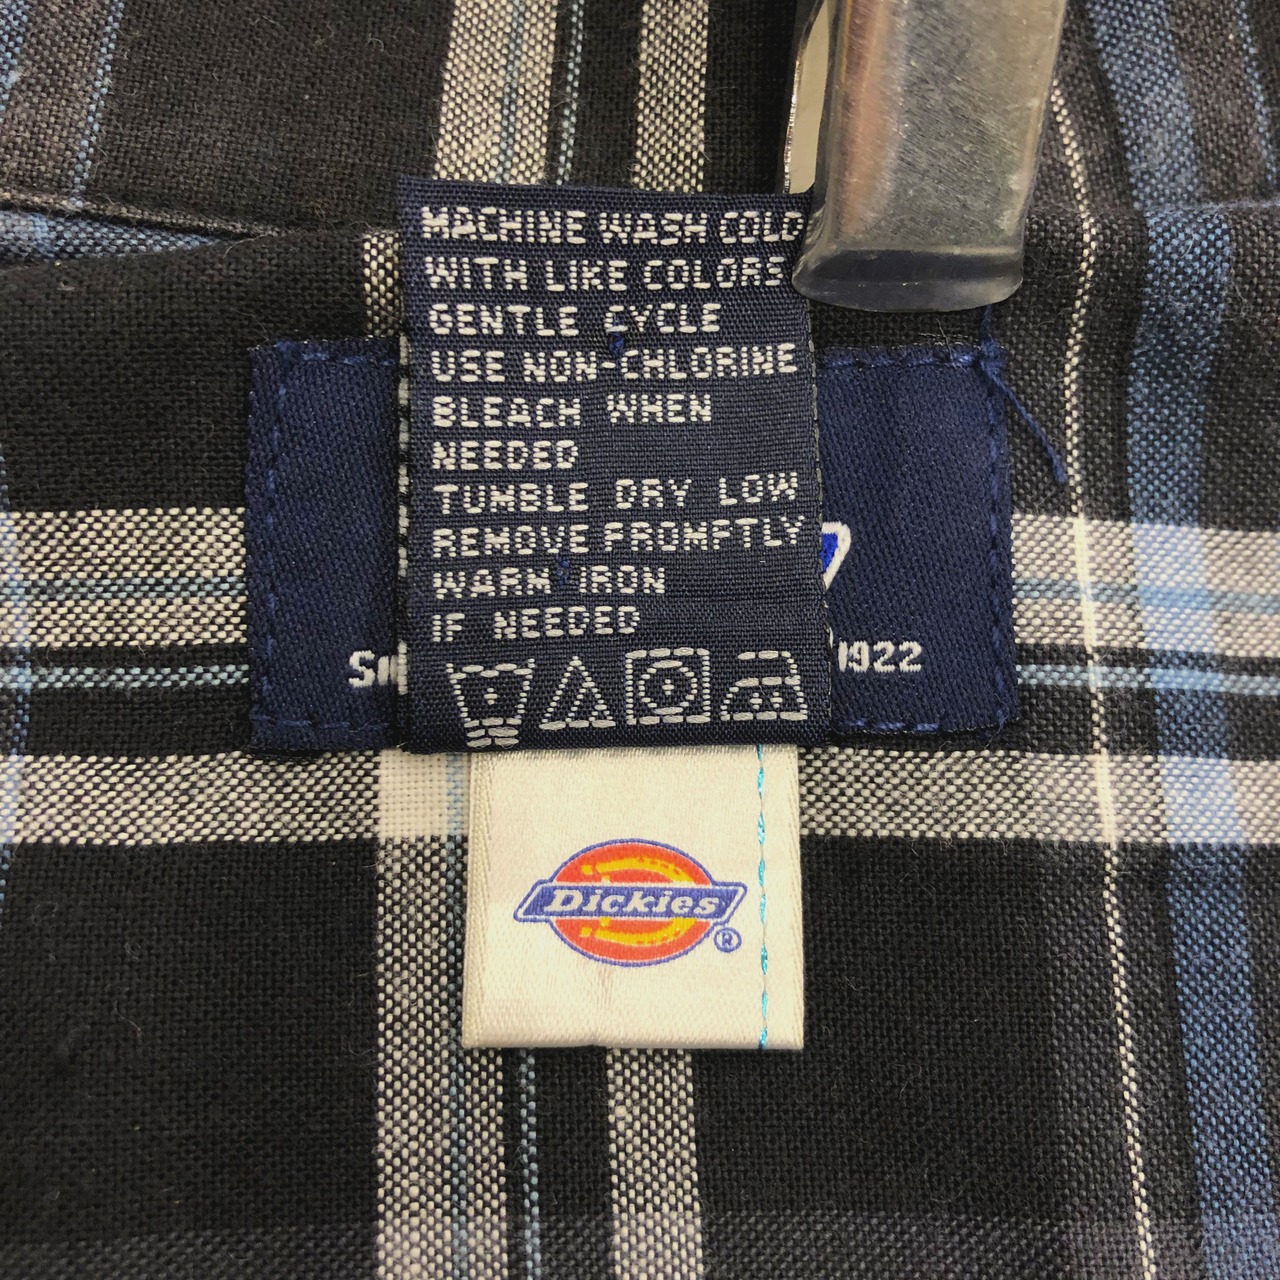 MACHINE WASH COLD
WITH LIKE COLORS
GENTLE CYCLE
USE NON-CHLORINE
BLEACH WHEN
NEEDED
TUMBLE DRY LOW
REMOVE PROMPTLY
WARM IRON
IF NEEDED
1922
Dickies®